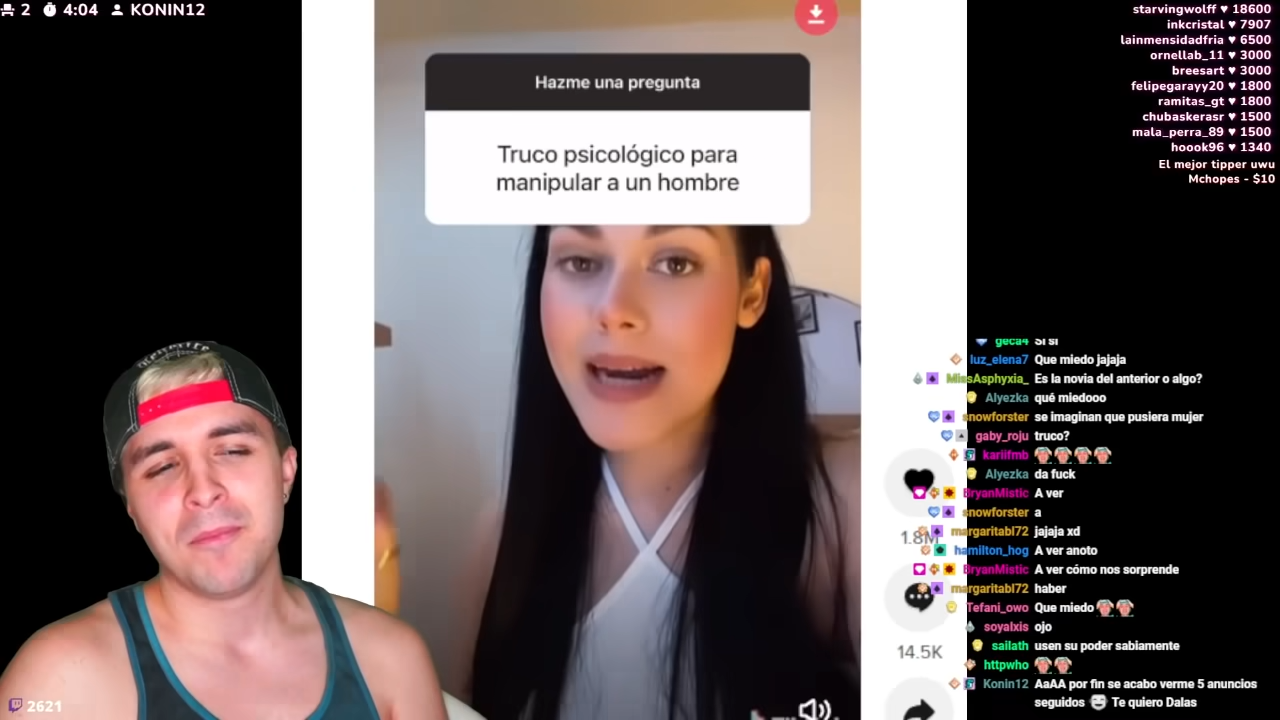 2 4:04 KONIN12
starvingwolff ♥ 18600
inkcristal ♥ 7907
lainmensidadfria ♥ 6500
ornellab_11 ♥ 3000
breesart ♥ 3000
felipegarayy20 ♥ 1800
ramitas_gt ♥ 1800
chubaskerasr ♥ 1500
mala_perra_89 ♥ 1500
hoook96 ♥ 1340
El mejor tipper uwu
Mchopes - $10
Hazme una pregunta
Truco psicológico para
manipular a un hombre
geca4 SI SI
luz_elena7 Que miedo jajaja
MissAsphyxia_ Es la novia del anterior o algo?
Alyezka qué miedooo
snowforster se imaginan que pusiera mujer
gaby_roju truco?
kariifmb
Alyezka da fuck
BryanMistic A ver
snowforster a
margaritabl72 jajaja xd
hamilton_hog A ver anoto
BryanMistic A ver cómo nos sorprende
margaritabl72 haber
Tefani_owo Que miedo
soyalxis ojo
sailath usen su poder sabiamente
httpwho
Konin12 AaAA por fin se acabo verme 5 anuncios
seguidos Te quiero Dalas
1.8M
14.5K
2621